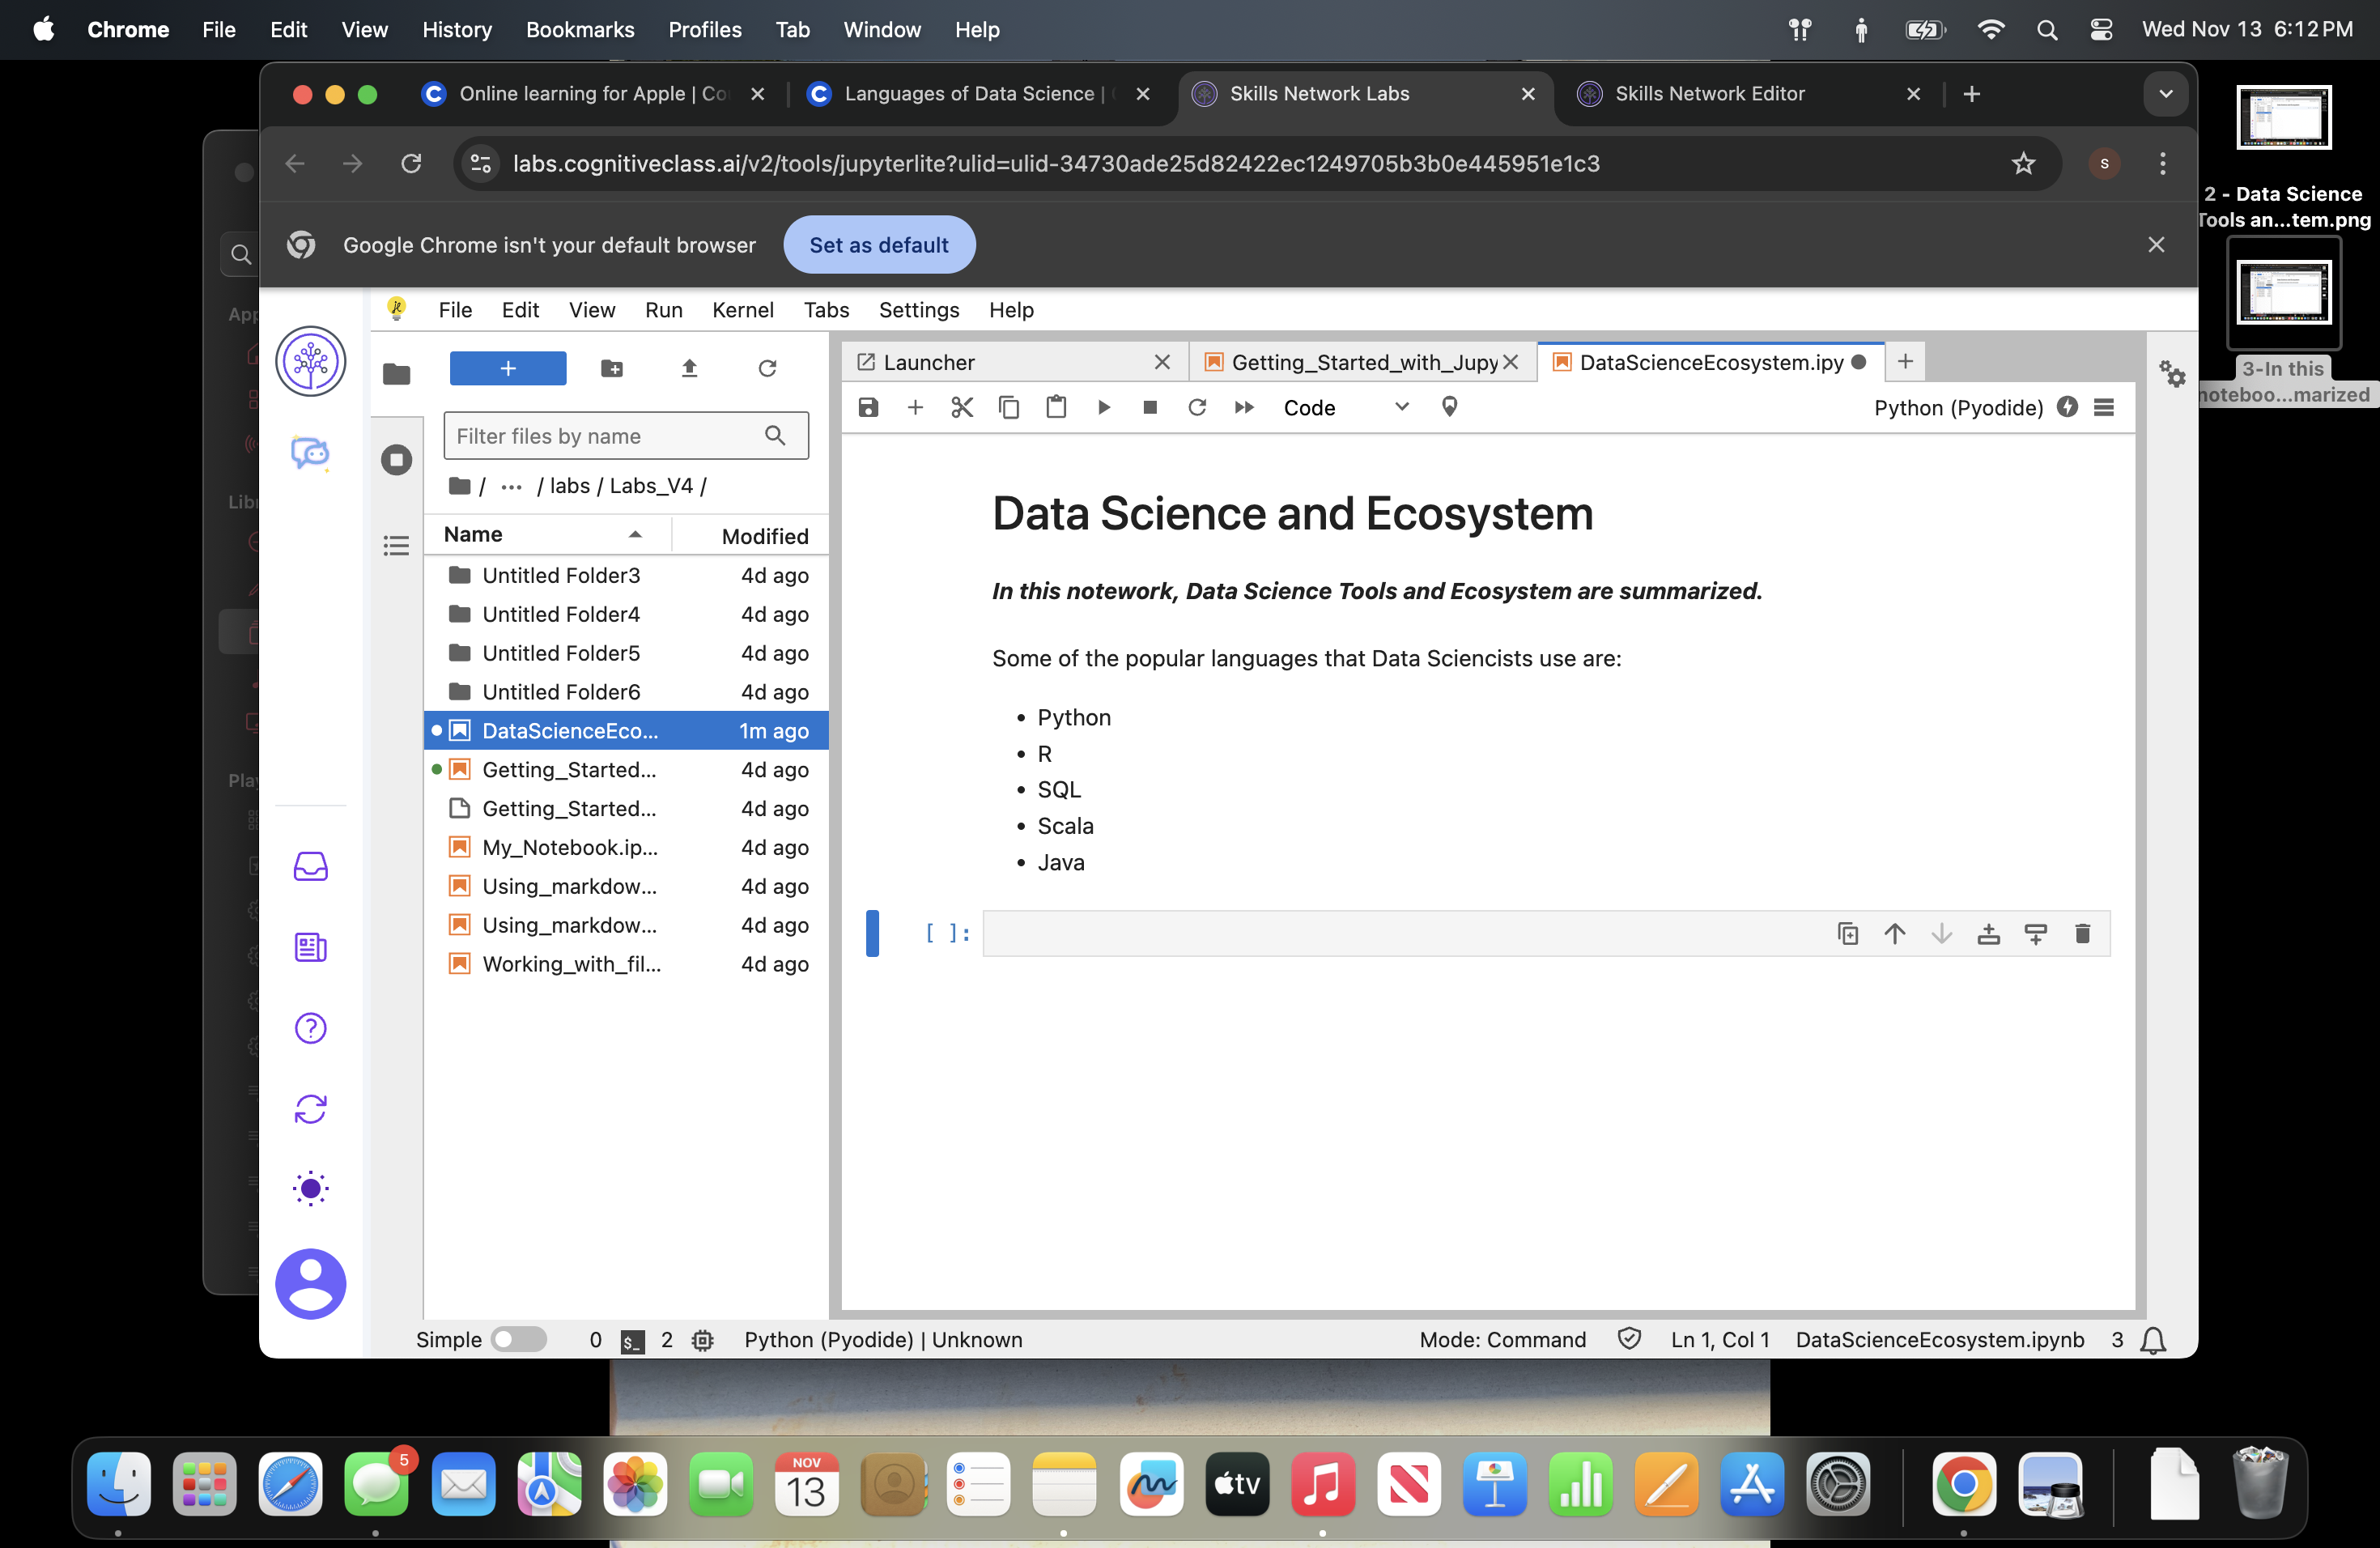 Chrome File Edit View History Bookmarks Profiles Tab Window Help Wed Nov 13 6:12 PM
Online learning for Apple | Co
Languages of Data Science |
Skills Network Labs
Skills Network Editor
labs.cognitiveclass.ai/v2/tools/jupyterlite?ulid=ulid-34730ade25d82422ec1249705b3b0e445951e1c3
s
Google Chrome isn't your default browser
Set as default
2 - Data Science
Tools an...tem.png
3-In this
noteboo...marized
App
Libr
Play
File Edit View Run Kernel Tabs Settings Help
Filter files by name
/ ... / labs / Labs_V4 /
Name Modified
Untitled Folder3 4d ago
Untitled Folder4 4d ago
Untitled Folder5 4d ago
Untitled Folder6 4d ago
DataScienceEco... 1m ago
Getting_Started... 4d ago
Getting_Started... 4d ago
My_Notebook.ip... 4d ago
Using_markdow... 4d ago
Using_markdow... 4d ago
Working_with_fil... 4d ago
Launcher
Getting_Started_with_Jupy
DataScienceEcosystem.ipy
Code
Python (Pyodide)
Data Science and Ecosystem
In this notework, Data Science Tools and Ecosystem are summarized.
Some of the popular languages that Data Sciencists use are:
• Python
• R
• SQL
• Scala
• Java
[ ]:
Simple 0 $_ 2 Python (Pyodide) | Unknown Mode: Command Ln 1, Col 1 DataScienceEcosystem.ipynb 3
5
NOV
13
tv